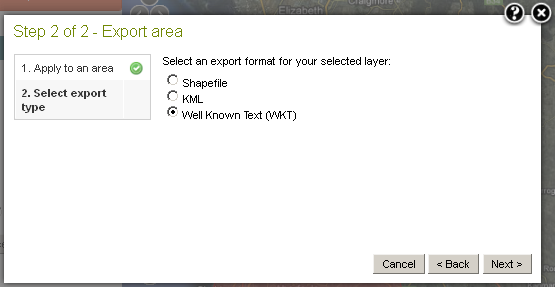 Elizabeth
Craigmore
?
Step 2 of 2 - Export area
1. Apply to an area
2. Select export
type
Select an export format for your selected layer:
Shapefile
KML
Well Known Text (WKT)
Cancel
< Back
Next >